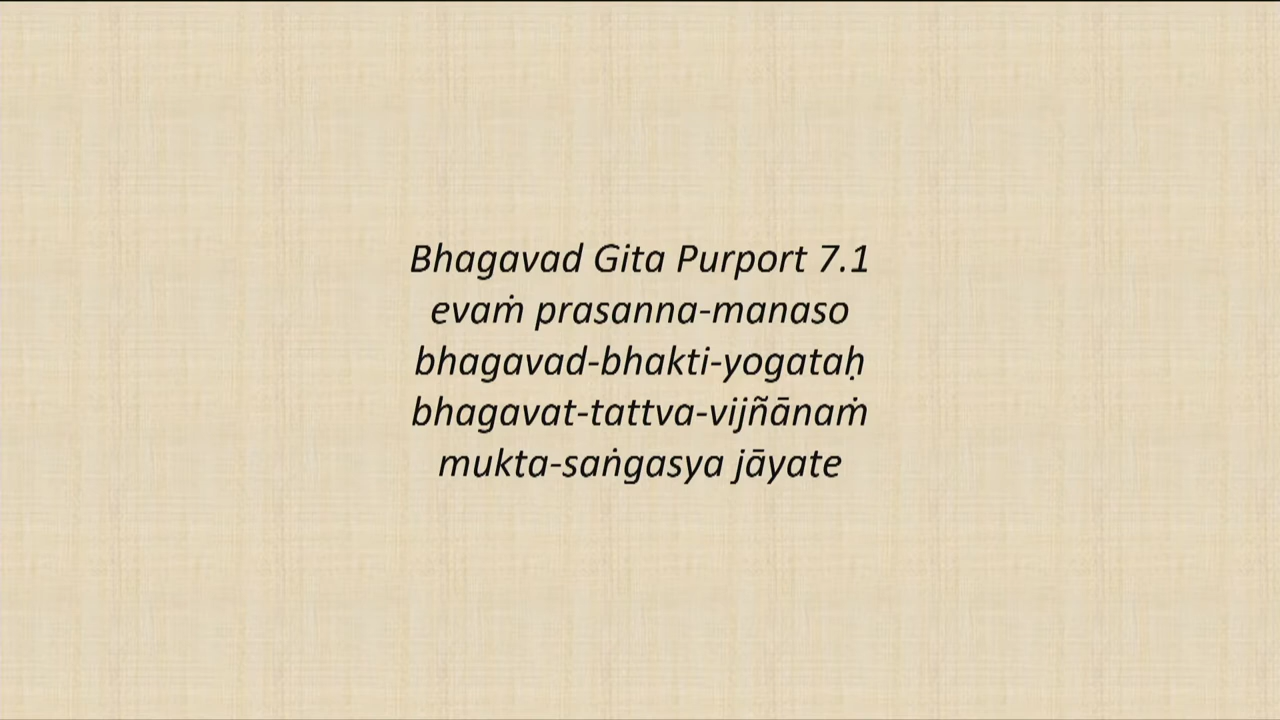 Bhagavad Gita Purport 7.1
evaṁ prasanna-manaso
bhagavad-bhakti-yogataḥ
bhagavat-tattva-vijñānaṁ
mukta-saṅgasya jāyate